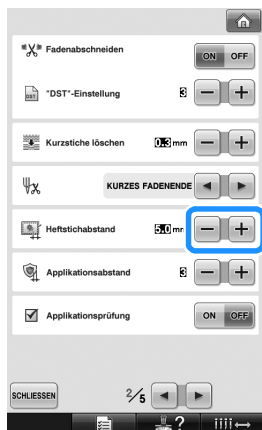 Fadenabschneiden ON OFF
DST "DST"-Einstellung 3 − +
Kurzstiche löschen 0.3 mm − +
KURZES FADENENDE
Heftstichabstand 5.0 mm − +
Applikationsabstand 3 − +
Applikationsprüfung ON OFF
SCHLIESSEN 2/5
?